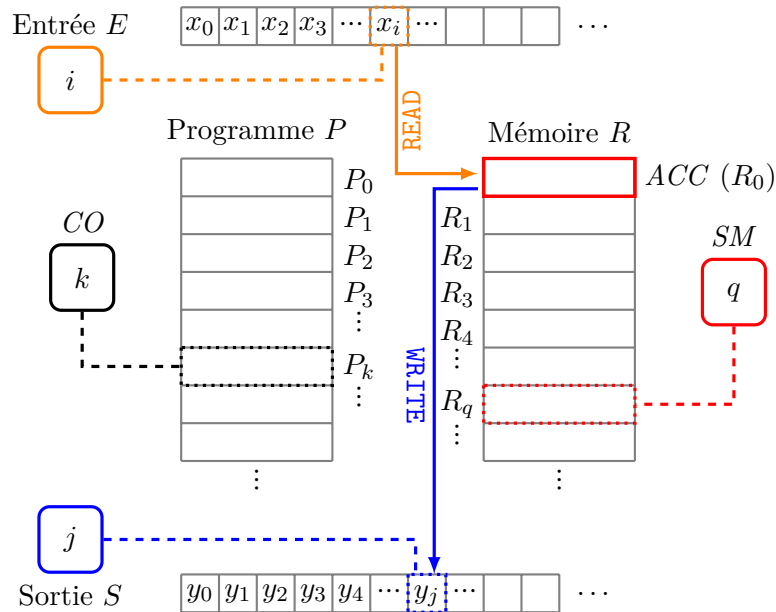 Entrée E
x0 x1 x2 x3 ... xi ... ...
i
READ
Programme P
Mémoire R
P0
ACC (R0)
CO
P1
R1
SM
k
P2
R2
q
P3
R3
...
R4
WRITE
...
Pk
...
Rq
...
...
...
j
Sortie S
y0 y1 y2 y3 y4 ... yj ... ...